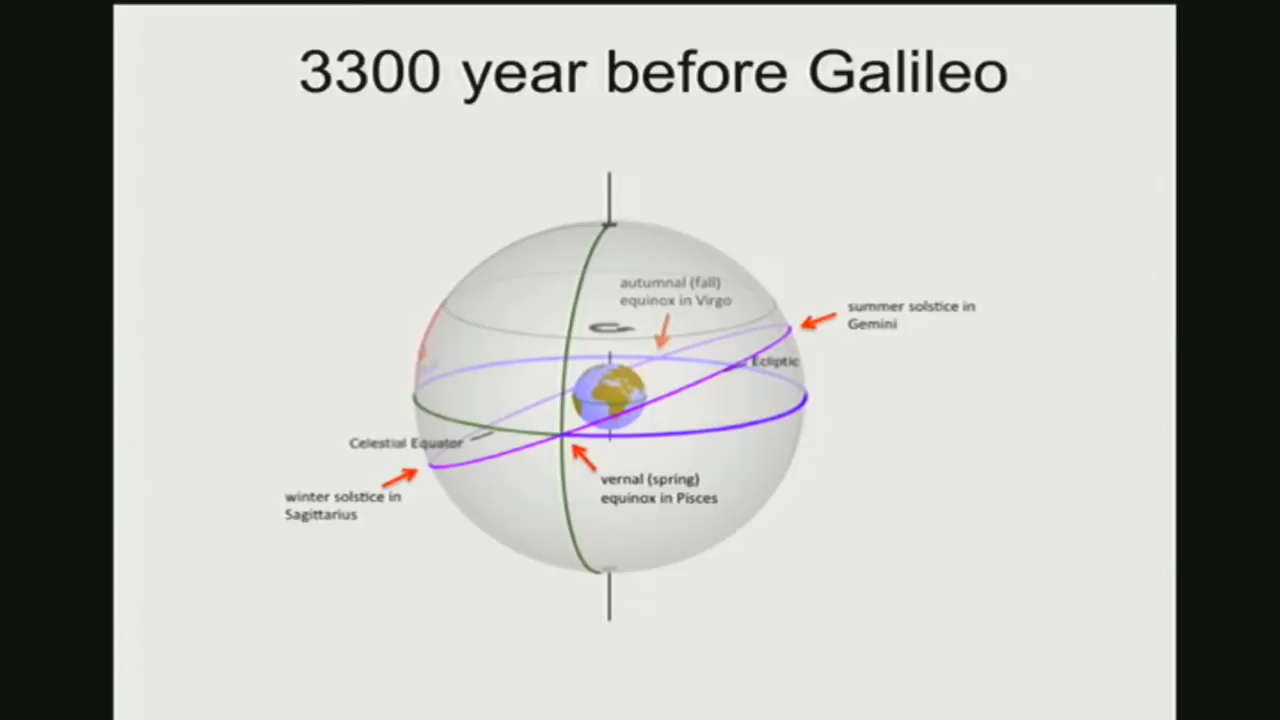 3300 year before Galileo
autumnal (fall)
equinox in Virgo
summer solstice in
Gemini
Ecliptic
Celestial Equator
vernal (spring)
equinox in Pisces
winter solstice in
Sagittarius